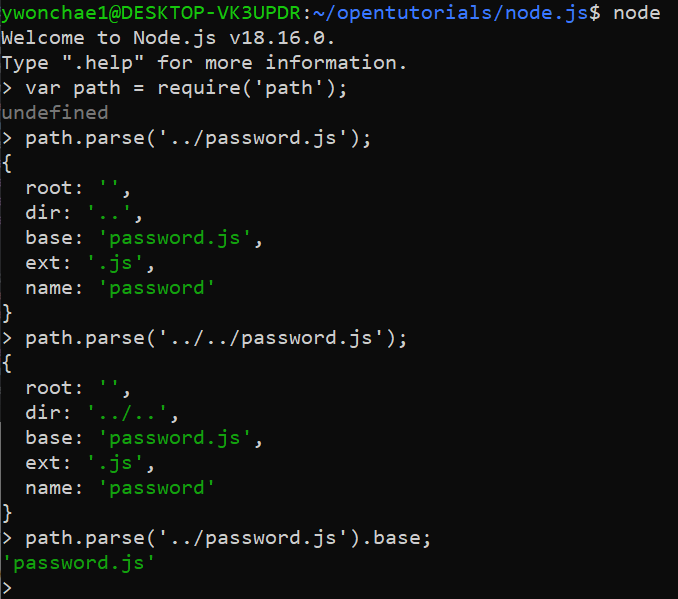 ywonchae1@DESKTOP-VK3UPDR:~/opentutorials/node.js$ node
Welcome to Node.js v18.16.0.
Type ".help" for more information.
> var path = require('path');
undefined
> path.parse('../password.js');
{
  root: '',
  dir: '..',
  base: 'password.js',
  ext: '.js',
  name: 'password'
}
> path.parse('../../password.js');
{
  root: '',
  dir: '../..',
  base: 'password.js',
  ext: '.js',
  name: 'password'
}
> path.parse('../password.js').base;
'password.js'
>